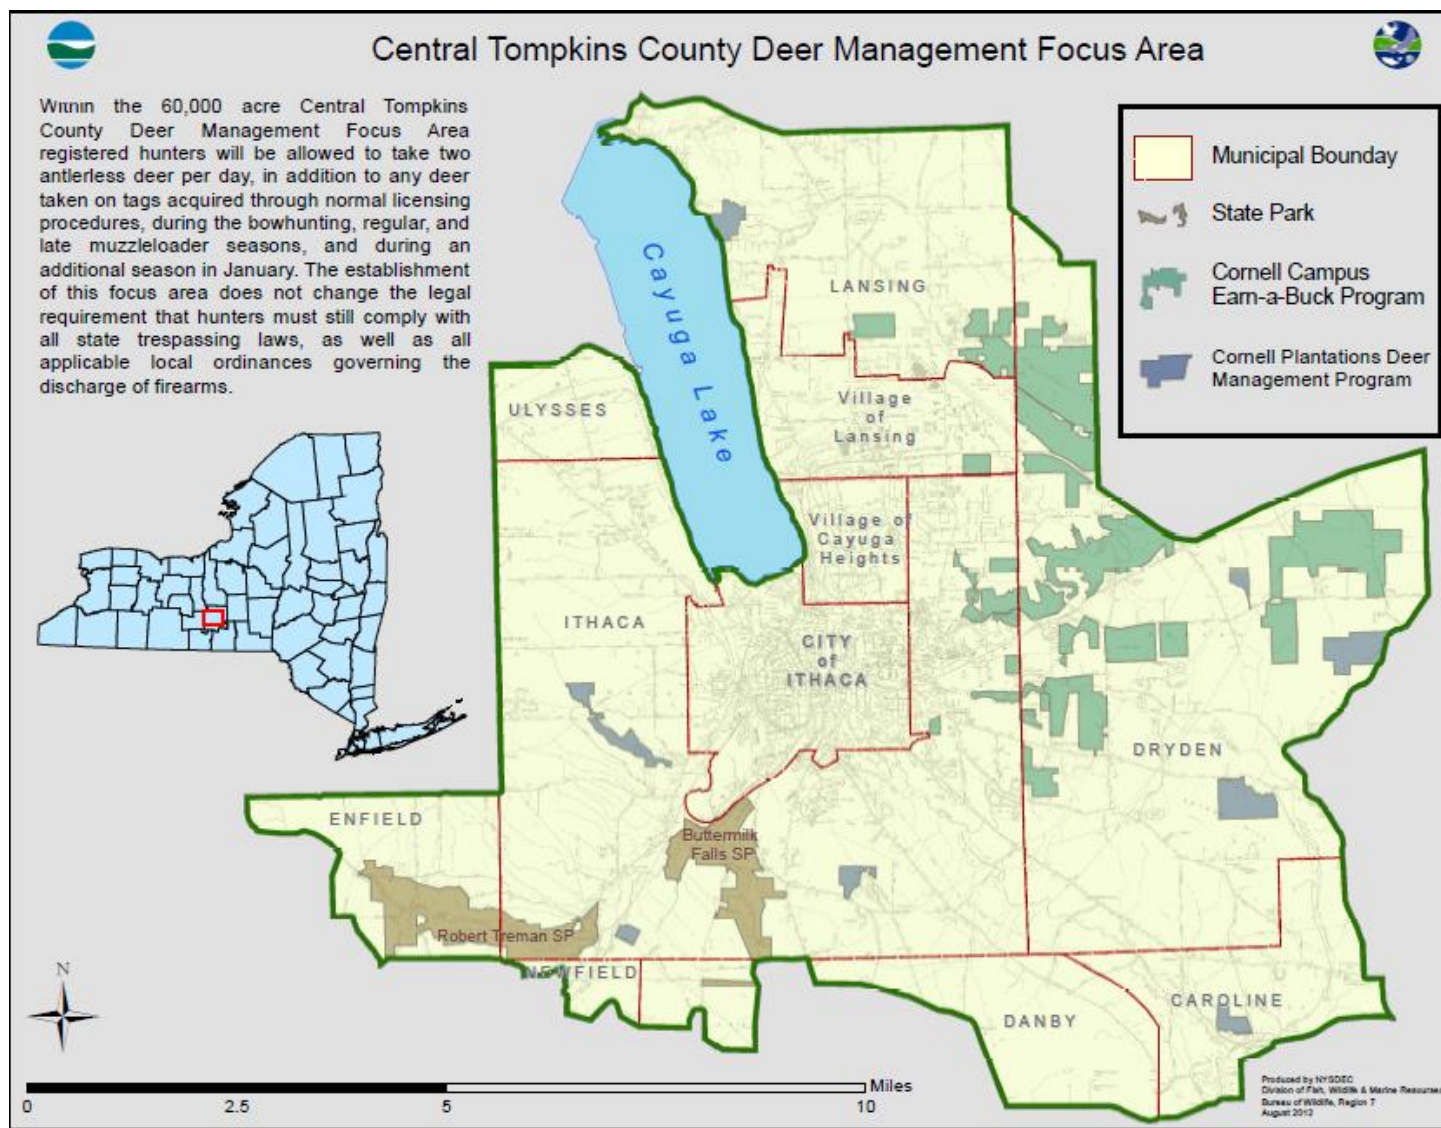 Central Tompkins County Deer Management Focus Area
Within the 60,000 acre Central Tompkins
County Deer Management Focus Area
registered hunters will be allowed to take two
antlerless deer per day, in addition to any deer
taken on tags acquired through normal licensing
procedures, during the bowhunting, regular, and
late muzzleloader seasons, and during an
additional season in January. The establishment
of this focus area does not change the legal
requirement that hunters must still comply with
all state trespassing laws, as well as all
applicable local ordinances governing the
discharge of firearms.
Municipal Bounday
State Park
Cornell Campus
Earn-a-Buck Program
Cornell Plantations Deer
Management Program
Cayuga Lake
LANSING
ULYSSES
Village
of
Lansing
Village of
Cayuga
Heights
ITHACA
CITY
of
ITHACA
DRYDEN
ENFIELD
Buttermilk
Falls SP
Robert Treman SP
NEWFIELD
DANBY
CAROLINE
N
Miles
0
2.5
5
10
Produced by NYSDEC
Division of Fish, Wildlife & Marine Resources
Bureau of Wildlife, Region 7
August 2012